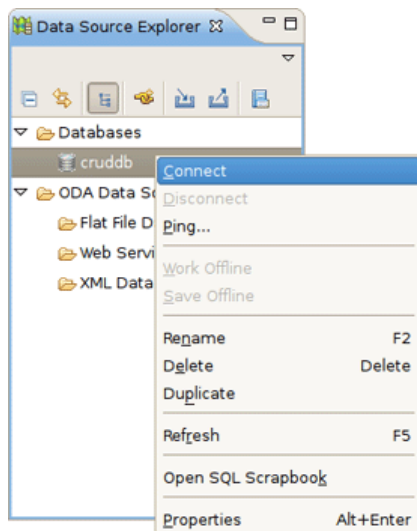 Data Source Explorer
Databases
cruddb
ODA Data So
Flat File D
Web Servi
XML Data
Connect
Disconnect
Ping...
Work Offline
Save Offline
Rename F2
Delete Delete
Duplicate
Refresh F5
Open SQL Scrapbook
Properties Alt+Enter